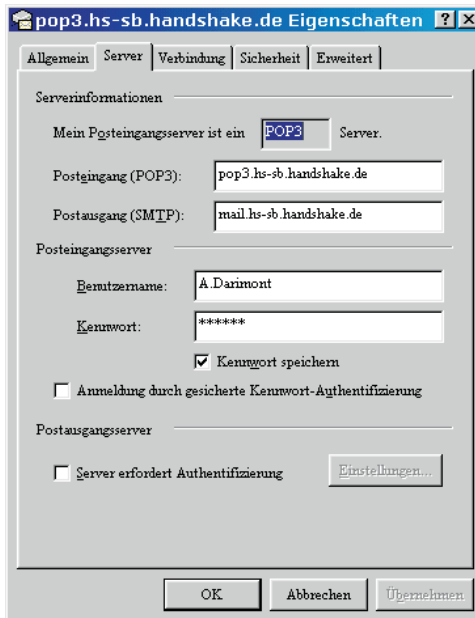 pop3.hs-sb.handshake.de Eigenschaften ? ×
Allgemein Server Verbindung Sicherheit Erweitert
Serverinformationen
Mein Posteingangsserver ist ein POP3 Server.
Posteingang (POP3): pop3.hs-sb.handshake.de
Postausgang (SMTP): mail.hs-sb.handshake.de
Posteingangsserver
Benutzername: A.Darimont
Kennwort: ******
Kennwort speichern
Anmeldung durch gesicherte Kennwort-Authentifizierung
Postausgangsserver
Server erfordert Authentifizierung Einstellungen...
OK Abbrechen Übernehmen